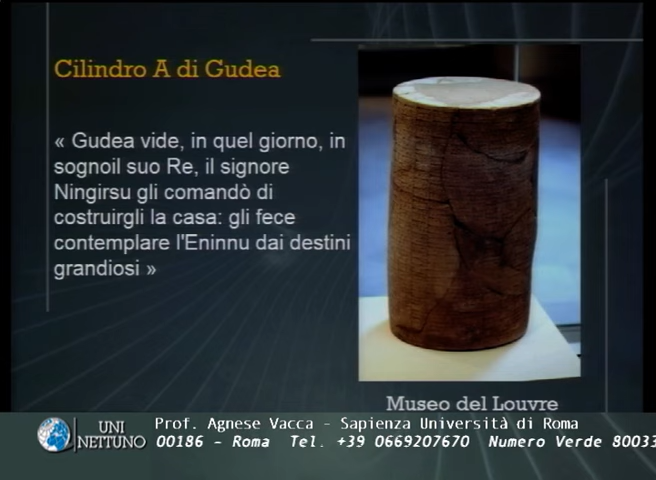 Cilindro A di Gudea
« Gudea vide, in quel giorno, in
sognoil suo Re, il signore
Ningirsu gli comandò di
costruirgli la casa: gli fece
contemplare l'Eninnu dai destini
grandiosi »
Museo del Louvre
UNI
NETTUNO
Prof. Agnese Vacca - Sapienza Università di Roma
00186 - Roma Tel. +39 0669207670 Numero Verde 80033